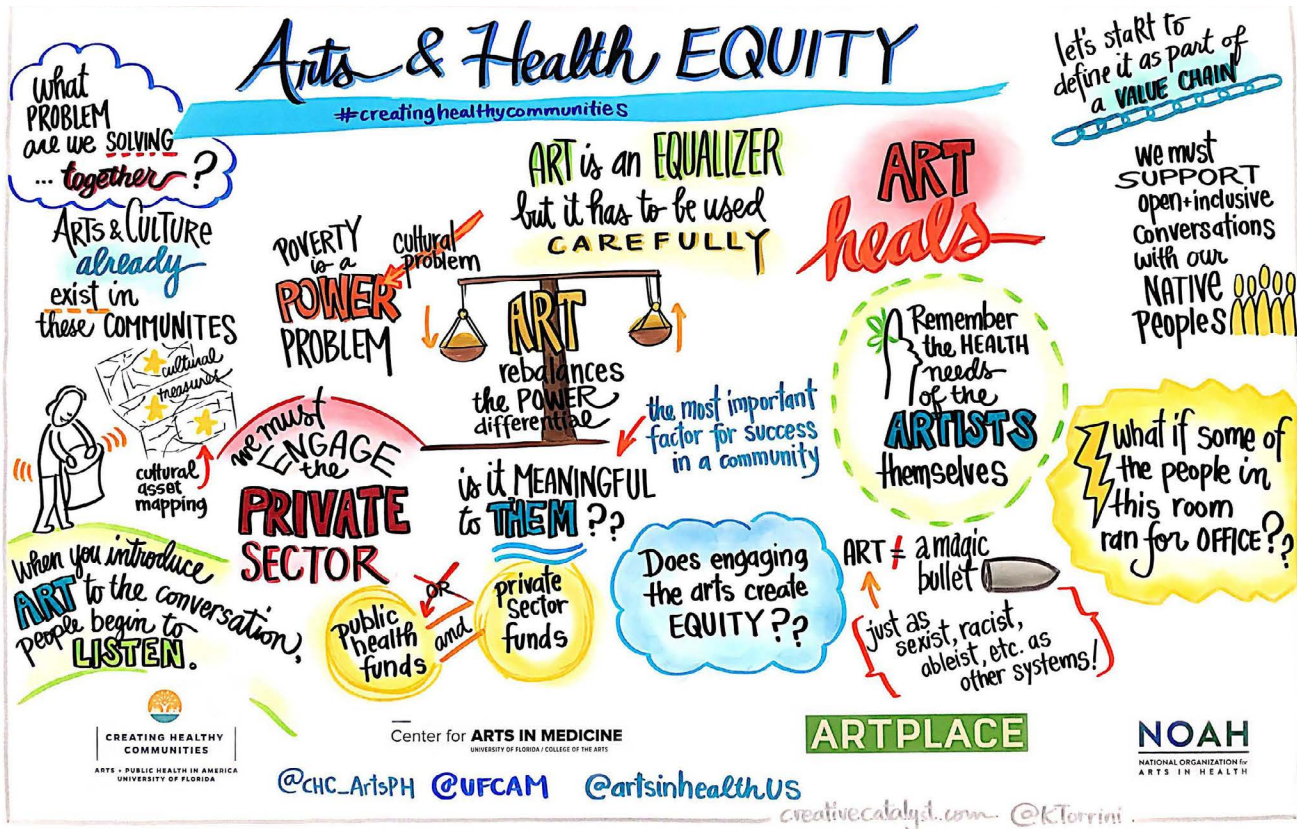 Arts & Health EQUITY
#creatinghealthycommunities
what
PROBLEM
are we SOLVING
... together?
ARTS & CULTURE
already
exist in
these COMMUNITES
cultural
treasures
cultural
asset
mapping
When you introduce
ART to the conversation,
people begin to
LISTEN.
POVERTY
is a
POWER
PROBLEM
cultural
problem
we must
ENGAGE
the
PRIVATE
SECTOR
ART is an EQUALIZER
but it has to be used
CAREFULLY
ART
rebalances
the POWER
differential
the most important
factor for success
in a community
is it MEANINGFUL
to THEM??
public
health
funds
OR
and
private
sector
funds
Does engaging
the arts create
EQUITY??
ART
heals
Remember
the HEALTH
needs
of the
ARTISTS
themselves
ART ≠ a magic
bullet
just as
sexist, racist,
ableist, etc. as
other systems!
let's start to
define it as part of
a VALUE CHAIN
we must
SUPPORT
open+inclusive
conversations
with our
NATIVE
PEOPLES
What if some of
the people in
this room
ran for OFFICE??
CREATING HEALTHY
COMMUNITIES
ARTS + PUBLIC HEALTH IN AMERICA
UNIVERSITY OF FLORIDA
Center for ARTS IN MEDICINE
UNIVERSITY OF FLORIDA / COLLEGE OF THE ARTS
ARTPLACE
NOAH
NATIONAL ORGANIZATION for
ARTS IN HEALTH
@CHC_ArtsPH @UFCAM @artsinhealthUS
creativecatalyst.com @KTorrini